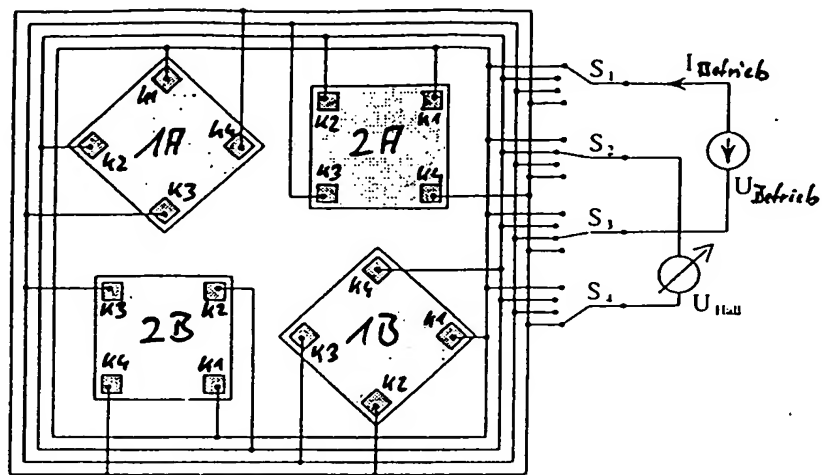 K1
K2
1A
K4
K3
K2
K1
2A
K3
K4
K3
K2
2B
K4
K1
K4
K3
1B
K1
K2
S1
I Betrieb
S2
U Betrieb
S3
S4
U Hall